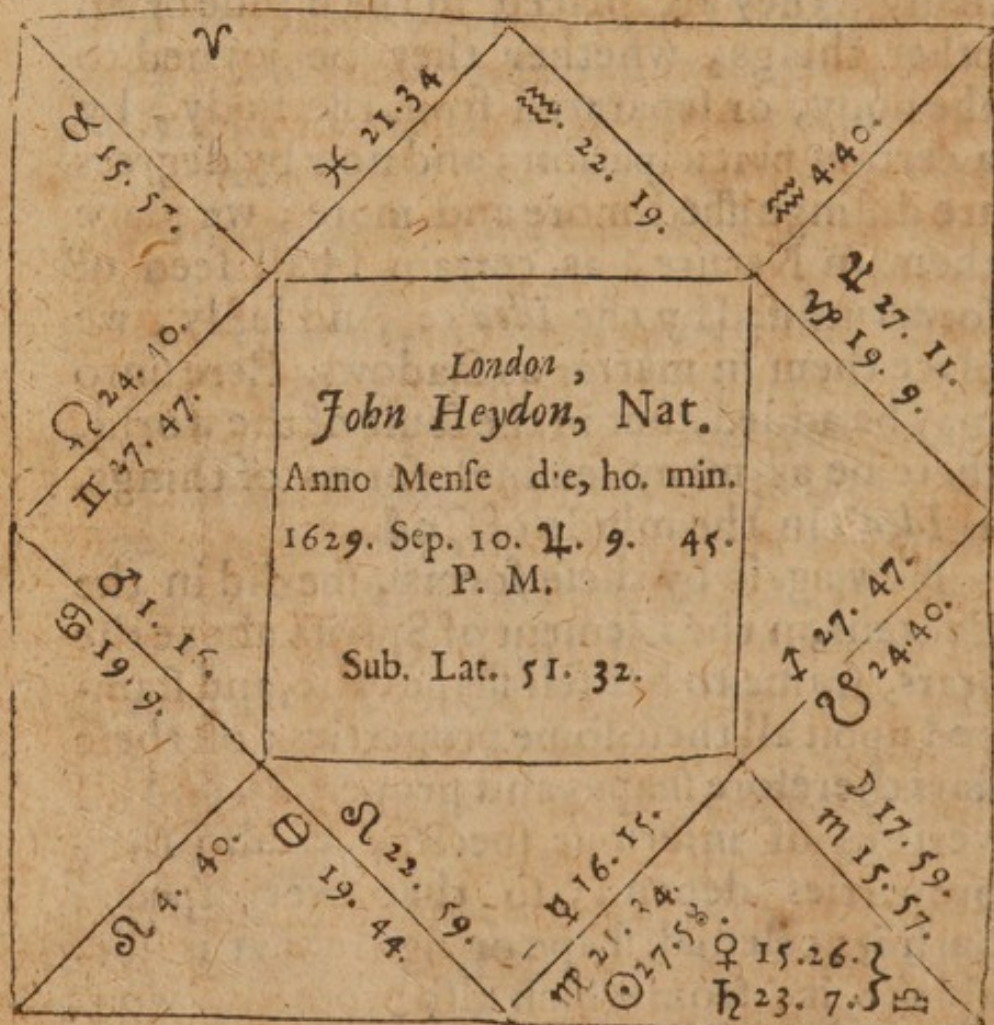 ♈
♉ 15. 57.
♓ 21. 34
♒. 22. 19.
♒ 4. 40.
♃ 27. 11.
♑ 19. 9.
☊ 24. 40.
♊ 27. 47.
London,
John Heydon, Nat.
Anno Menſe d·e, ho. min.
1629. Sep. 10. ♃. 9. 45.
P. M.
Sub. Lat. 51. 32.
♂ 1. 16.
♋ 19. 9.
♐ 27. 47.
☋ 24. 40.
♌ 4. 40.
♌ 22. 59.
⊖ 19. 44.
☿ 16. 15.
♍ 21. 34.
☉ 27. 58.
☽ 17. 59.
♏ 15. 57.
♀ 15. 26. }
♄ 23. 7. } ♎